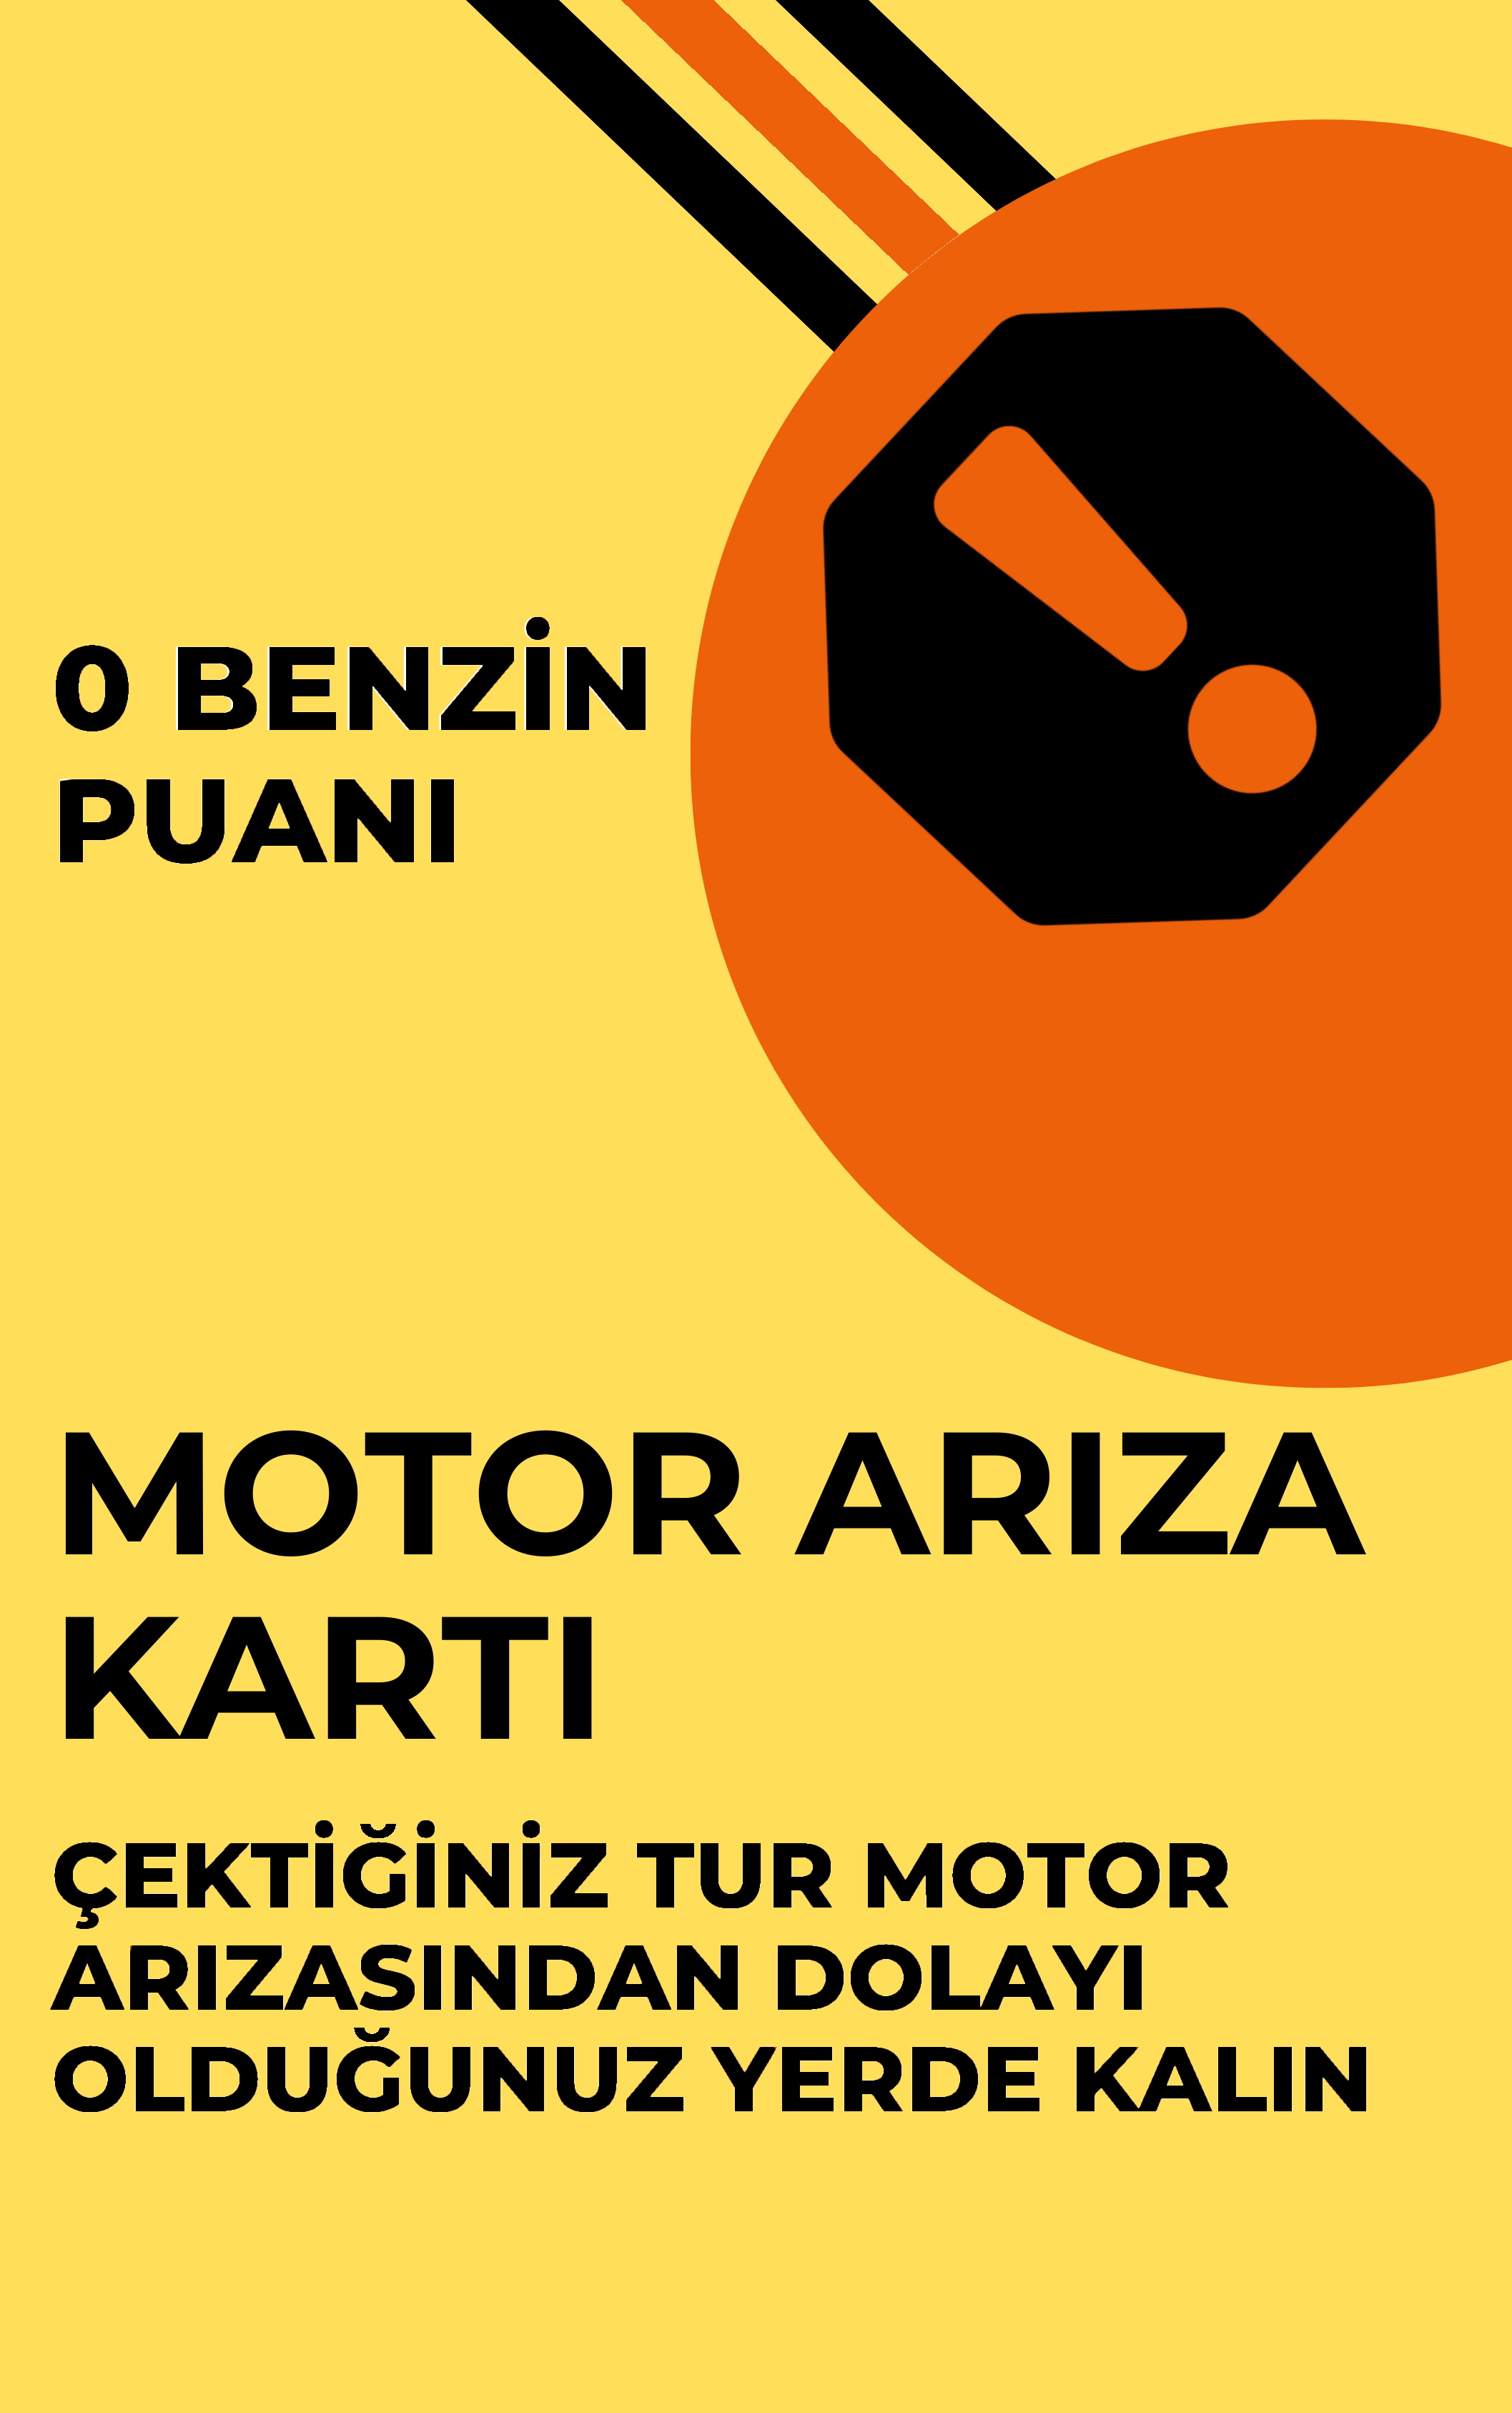 0 BENZİN
PUANI
MOTOR ARIZA
KARTI
ÇEKTİĞİNİZ TUR MOTOR
ARIZASINDAN DOLAYI
OLDUĞUNUZ YERDE KALIN